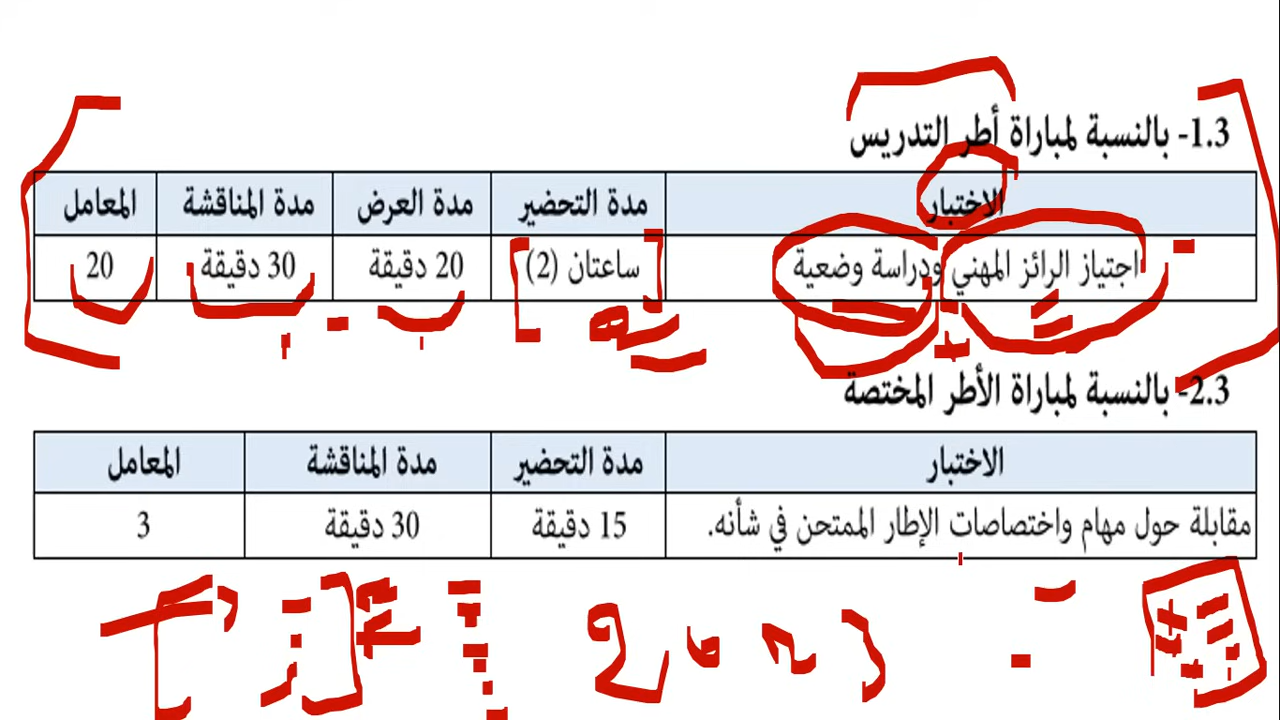 1.3- بالنسبة لمباراة أطر التدريس
الاختبار مدة التحضير مدة العرض مدة المناقشة المعامل
اجتياز الرائز المهني ودراسة وضعية ساعتان (2) 20 دقيقة 30 دقيقة 20
2.3- بالنسبة لمباراة الأطر المختصة
الاختبار مدة التحضير مدة المناقشة المعامل
مقابلة حول مهام واختصاصات الإطار الممتحن في شأنه. 15 دقيقة 30 دقيقة 3